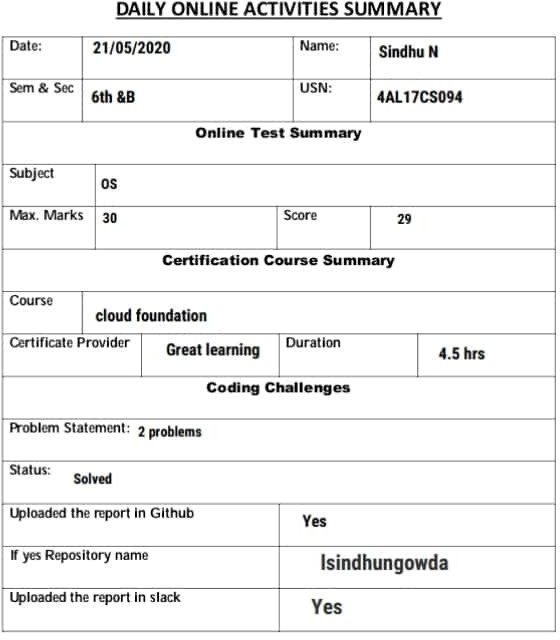 DAILY ONLINE ACTIVITIES SUMMARY
Date: 21/05/2020 Name: Sindhu N
Sem & Sec 6th &B USN: 4AL17CS094
Online Test Summary
Subject OS
Max. Marks 30 Score 29
Certification Course Summary
Course cloud foundation
Certificate Provider Great learning Duration 4.5 hrs
Coding Challenges
Problem Statement: 2 problems
Status: Solved
Uploaded the report in Github Yes
If yes Repository name Isindhungowda
Uploaded the report in slack Yes